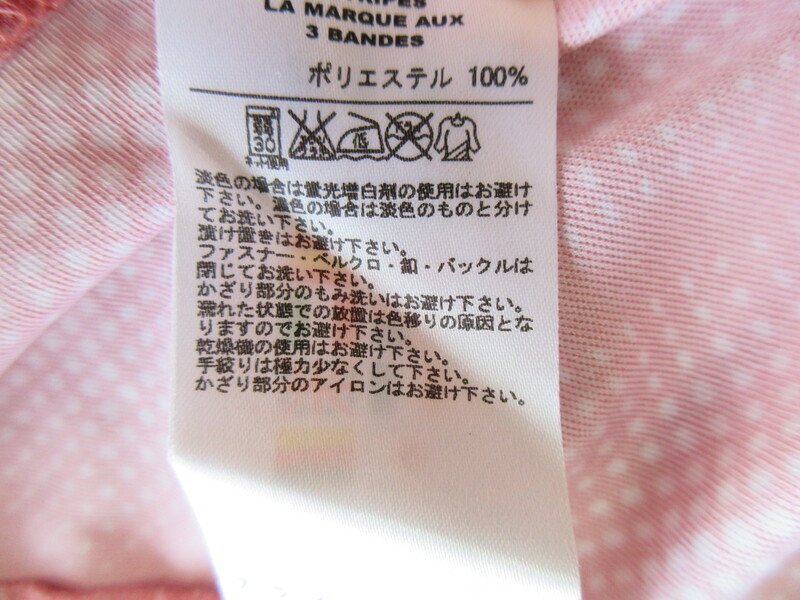 LA MARQUE AUX
3 BANDES
ポリエステル 100%
30 低
ネット使用
淡色の場合は蛍光増白剤の使用はお避け
下さい。濃色の場合は淡色のものと分け
てお洗い下さい。
漬け置きはお避け下さい。
ファスナー・ベルクロ・釦・バックルは
閉じてお洗い下さい。
かざり部分のもみ洗いはお避け下さい。
濡れた状態での放置は色移りの原因とな
りますのでお避け下さい。
乾燥機の使用はお避け下さい。
手絞りは極力少なくして下さい。
かざり部分のアイロンはお避け下さい。